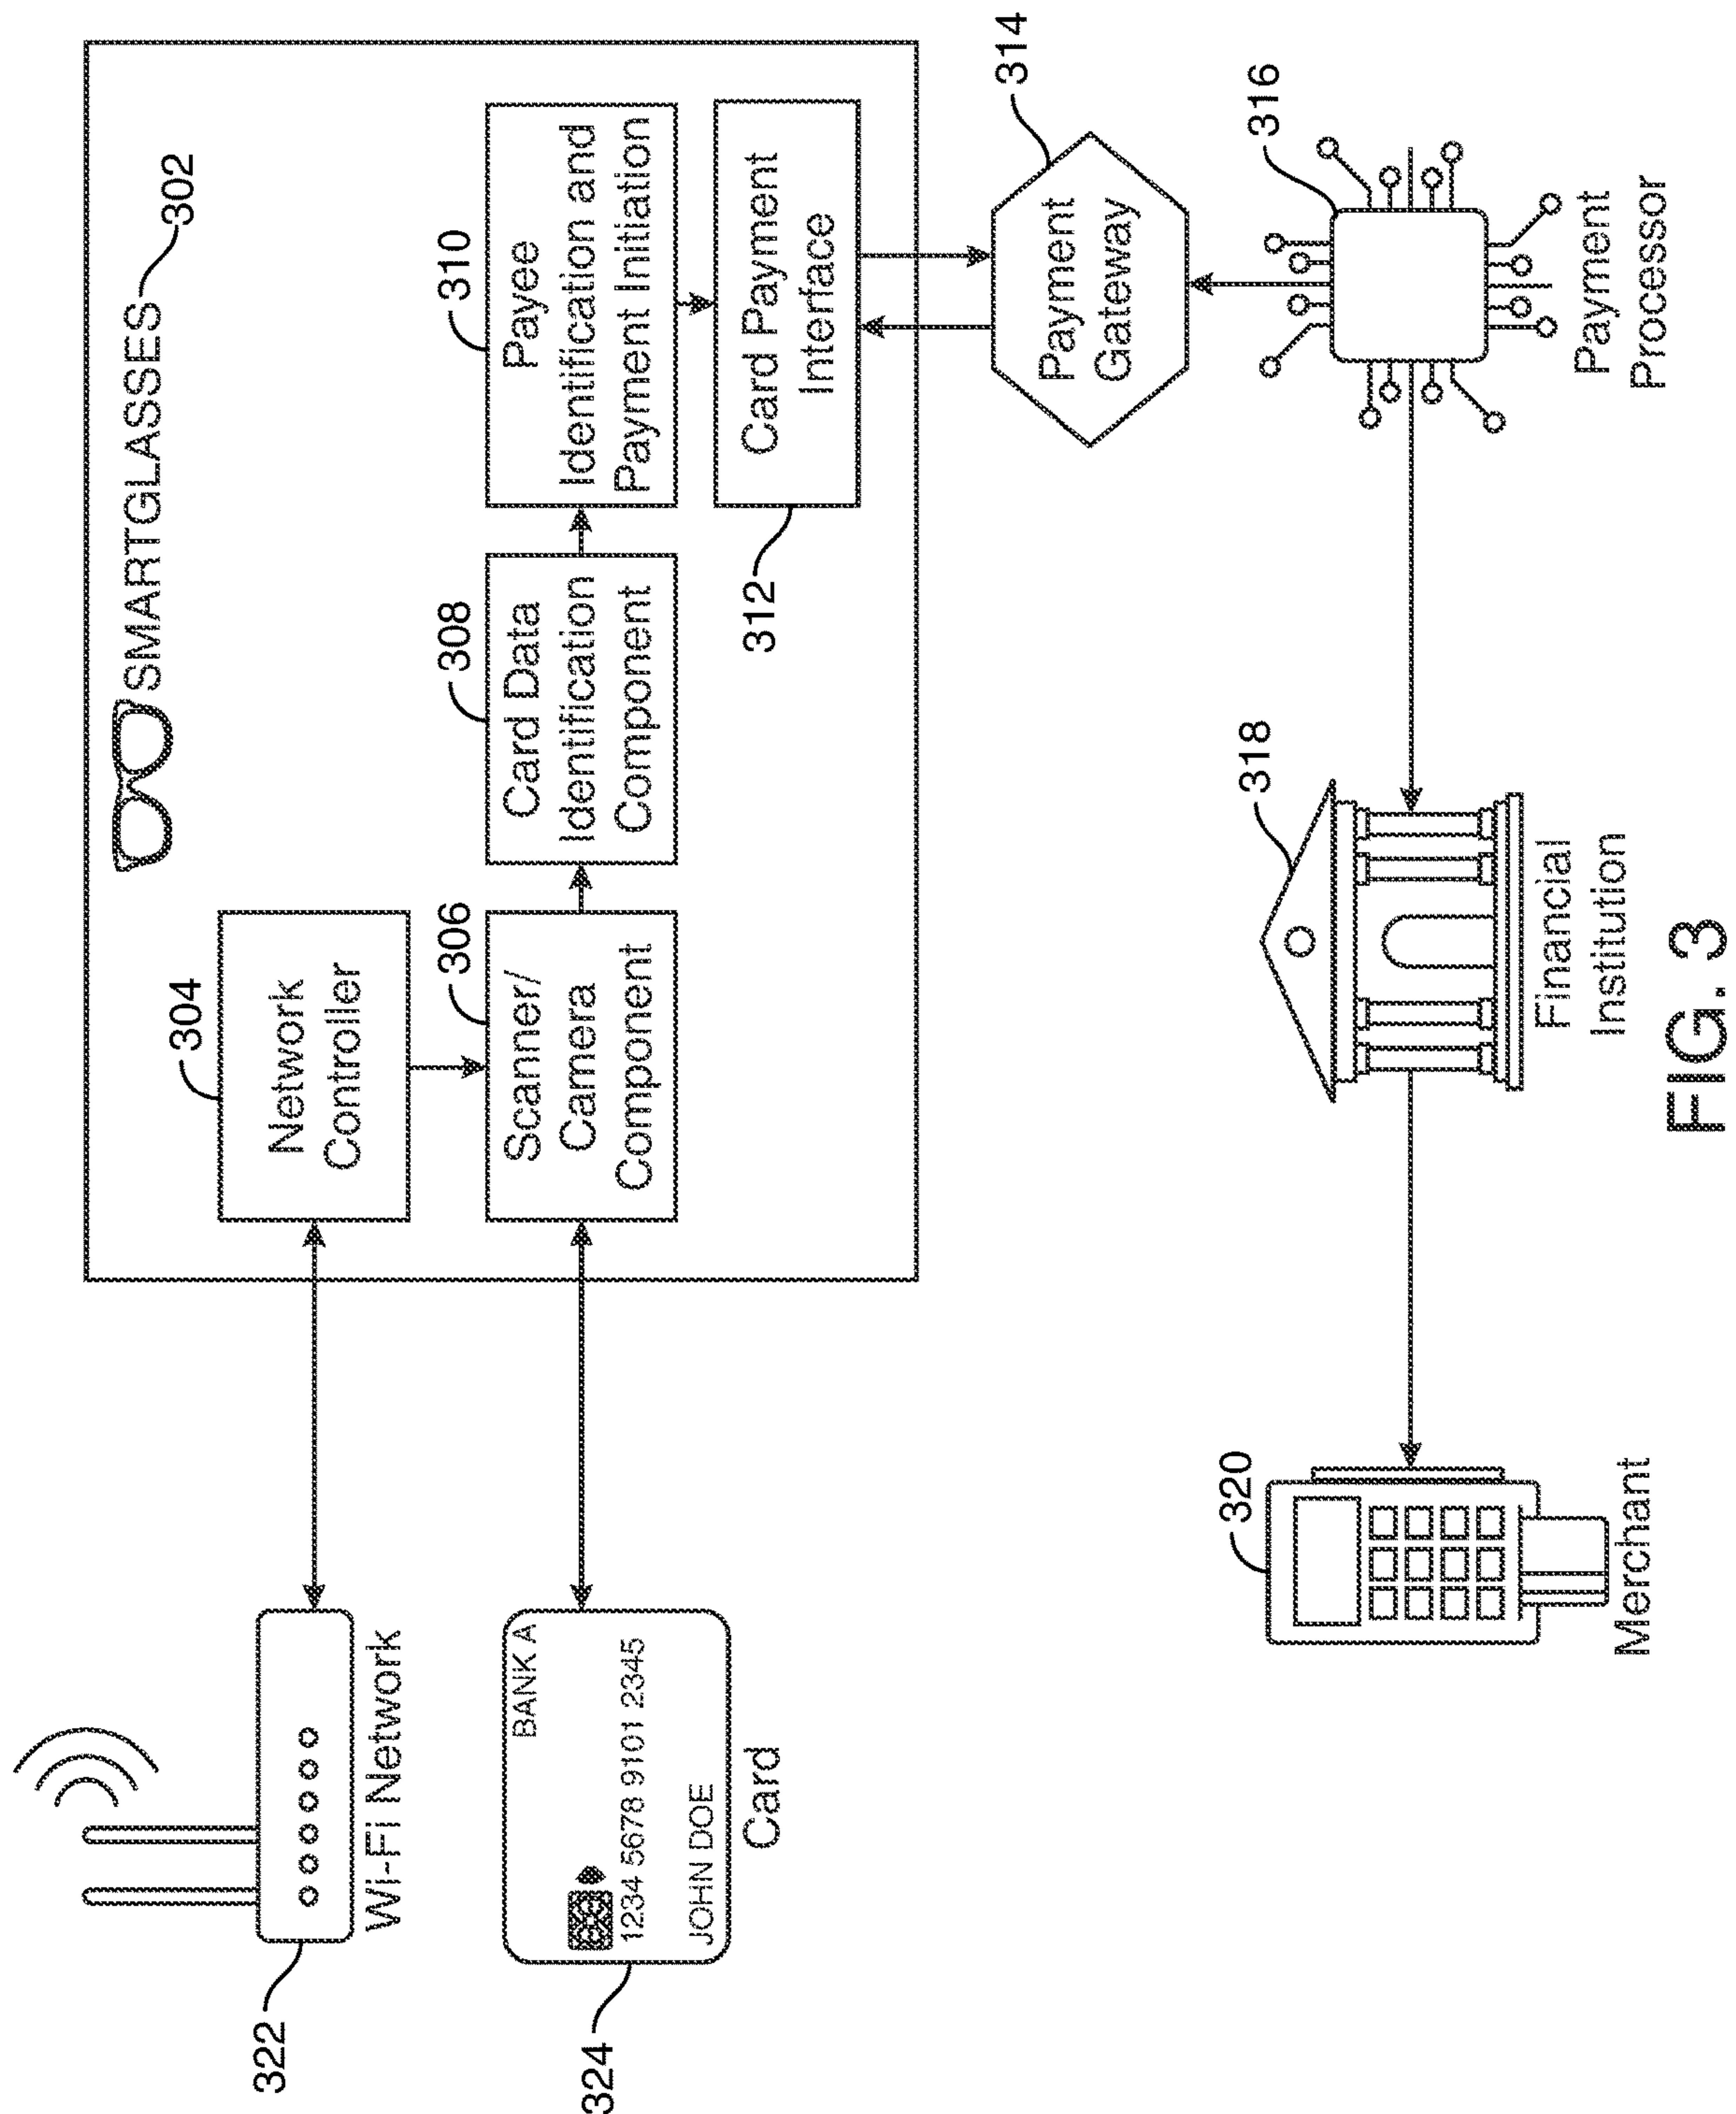 SMARTGLASSES
302
322
Wi-Fi Network
304
Network
Controller
324
BANK A
1234 5678 9101 2345
JOHN DOE
Card
306
Scanner/
Camera
Component
308
Card Data
Identification
Component
310
Payee
Identification and
Payment Initiation
312
Card Payment
Interface
314
Payment
Gateway
320
Merchant
318
Financial
Institution
316
Payment
Processor
FIG. 3